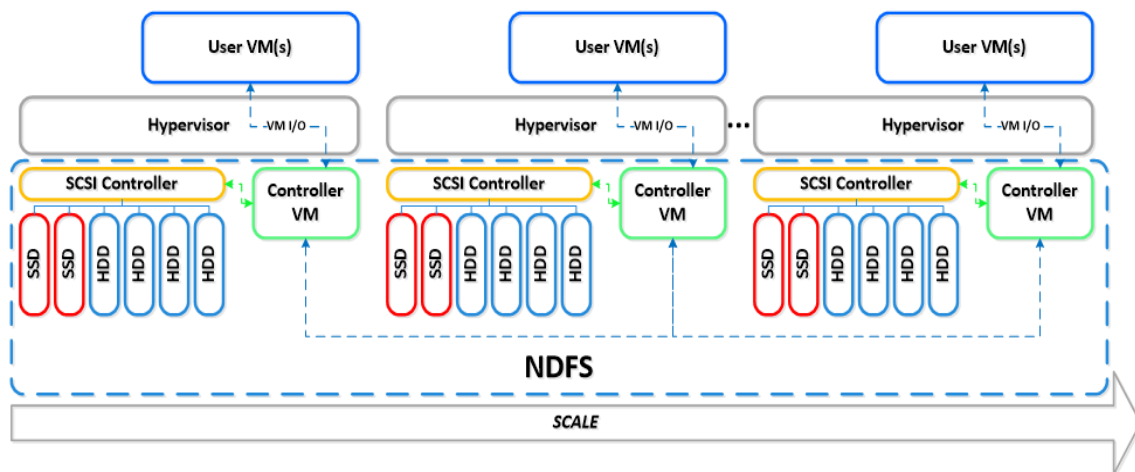 User VM(s)
User VM(s)
User VM(s)
Hypervisor
VM I/O
Hypervisor
VM I/O
...
Hypervisor
VM I/O
SCSI Controller
Controller
VM
SCSI Controller
Controller
VM
SCSI Controller
Controller
VM
SSD
SSD
HDD
HDD
HDD
HDD
SSD
SSD
HDD
HDD
HDD
HDD
SSD
SSD
HDD
HDD
HDD
HDD
NDFS
SCALE